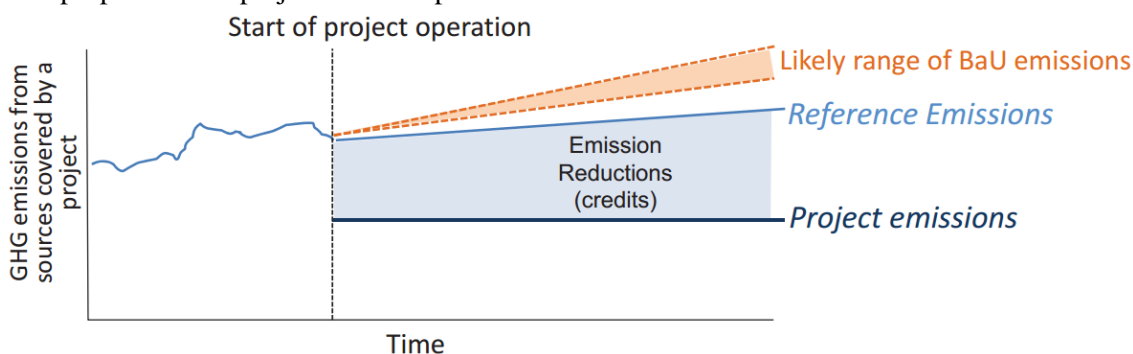 Start of project operation
GHG emissions from
sources covered by a
project
Likely range of BaU emissions
Reference Emissions
Emission
Reductions
(credits)
Project emissions
Time